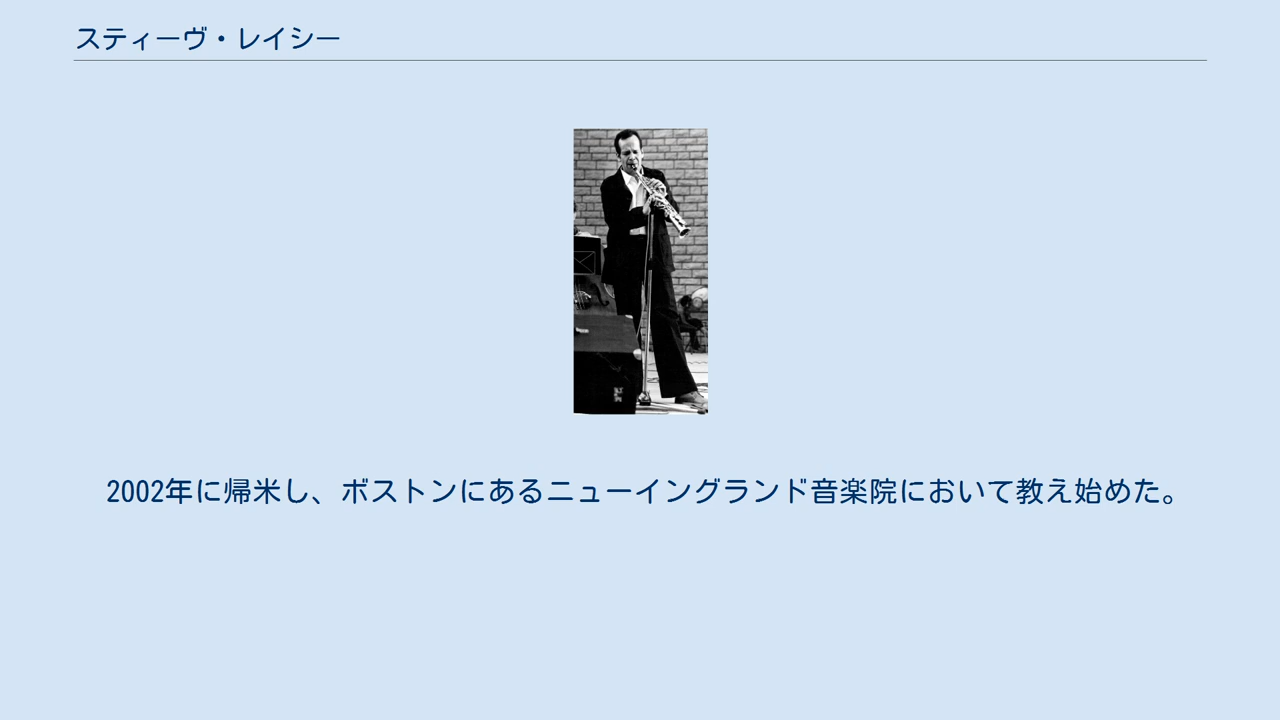 スティーヴ・レイシー
2002年に帰米し、ボストンにあるニューイングランド音楽院において教え始めた。